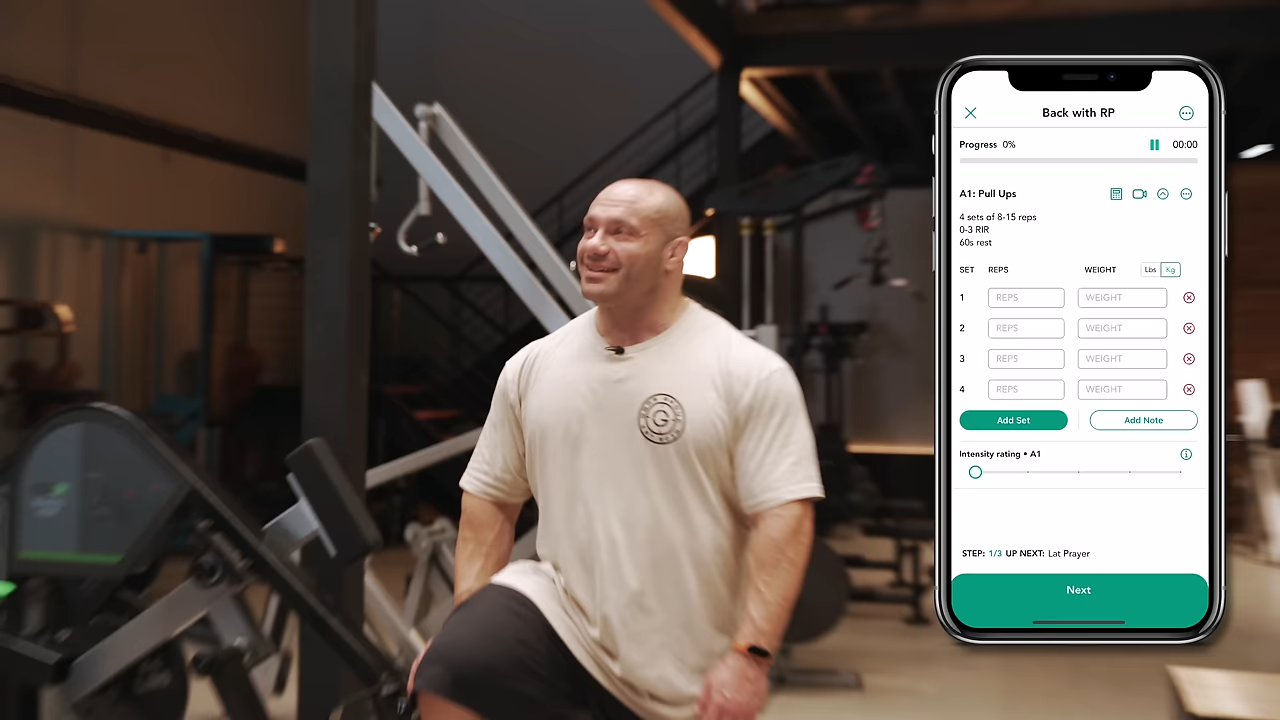 Back with RP
Progress 0% 00:00
A1: Pull Ups
4 sets of 8-15 reps
0-3 RIR
60s rest
SET REPS WEIGHT Lbs Kg
1 REPS WEIGHT
2 REPS WEIGHT
3 REPS WEIGHT
4 REPS WEIGHT
Add Set Add Note
Intensity rating • A1
STEP: 1/3 UP NEXT: Lat Prayer
Next
G